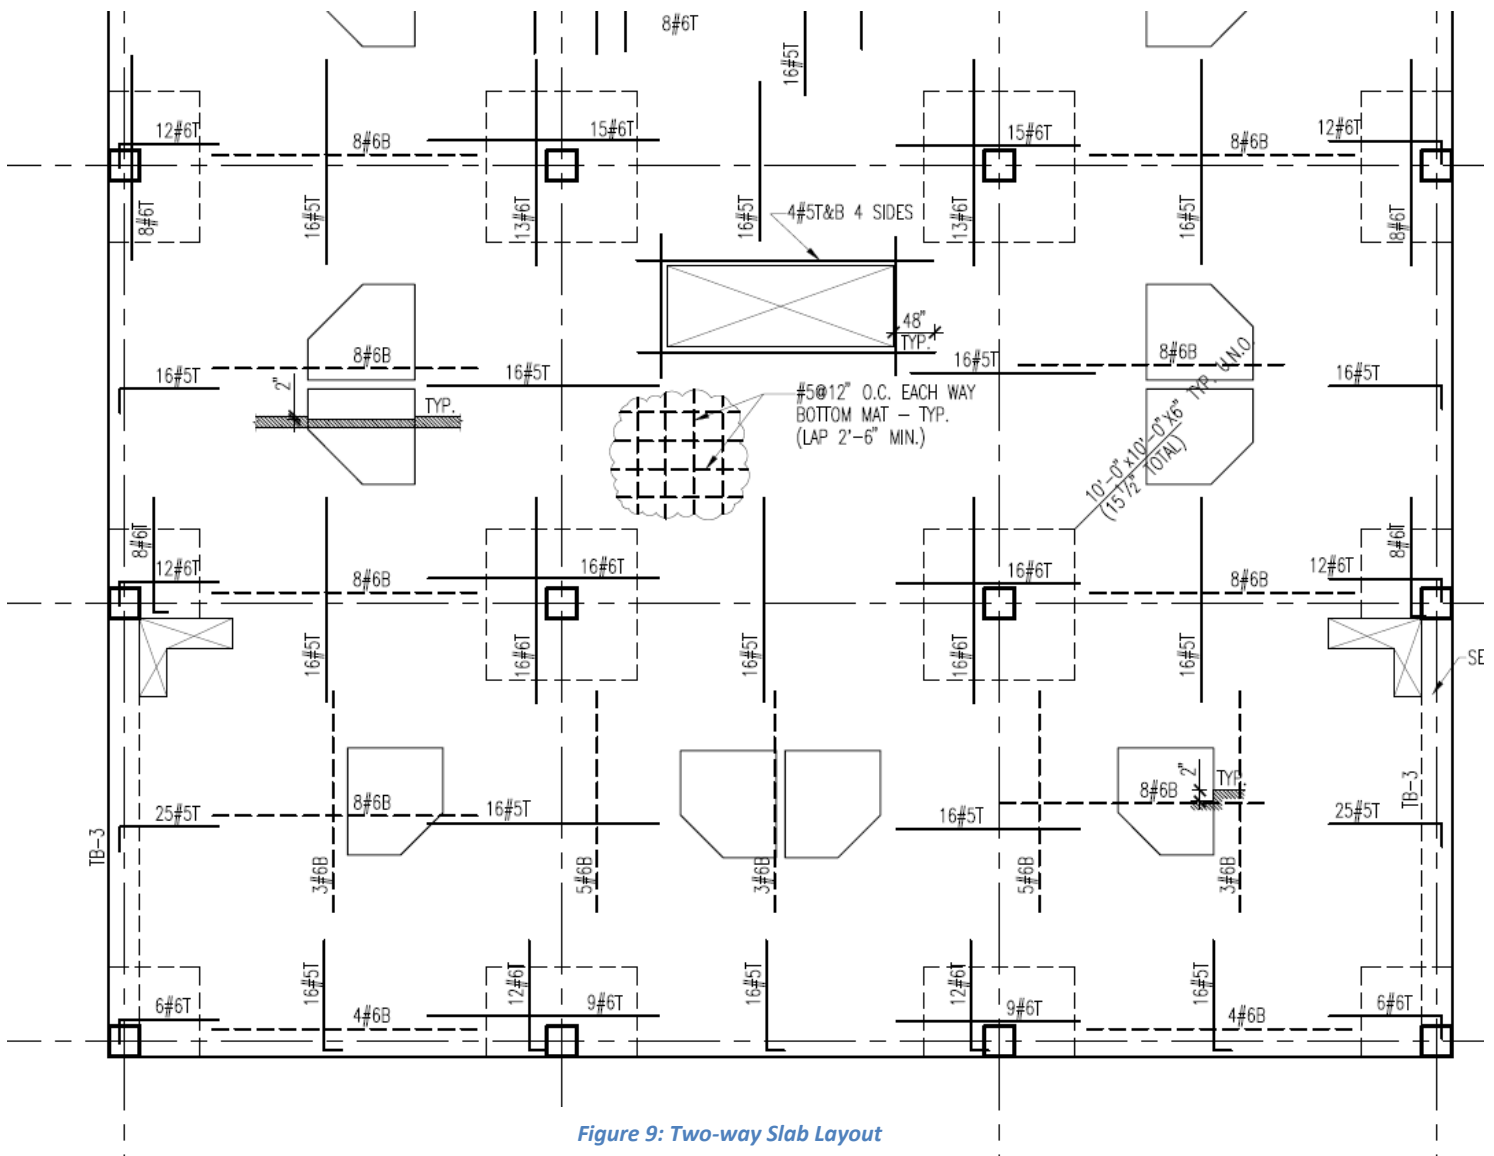 8#6T
16#5T
12#6T
8#6B
15#6T
15#6T
8#6B
12#6T
8#6T
16#5T
13#6T
16#5T
4#5T&B 4 SIDES
13#6T
16#5T
8#6T
48"
TYP.
8#6B
16#5T
8#6B
16#5T
2"
16#5T
16#5T
TYP.
#5@12" O.C. EACH WAY
BOTTOM MAT – TYP.
(LAP 2'-6" MIN.)
10'-0"x10'-0"x6" TYP. U.N.O.
(15 1/2" TOTAL)
8#6T
12#6T
8#6B
16#6T
16#6T
8#6B
12#6T
8#6T
16#5T
16#6T
16#5T
16#6T
16#5T
SE
TB-3
25#5T
8#6B
16#5T
16#5T
8#6B
2"
TYP.
25#5T
TB-3
3#6B
5#6B
3#6B
5#6B
3#6B
6#6T
16#5T
4#6B
12#6T
9#6T
16#5T
12#6T
9#6T
16#5T
4#6B
6#6T
Figure 9: Two-way Slab Layout